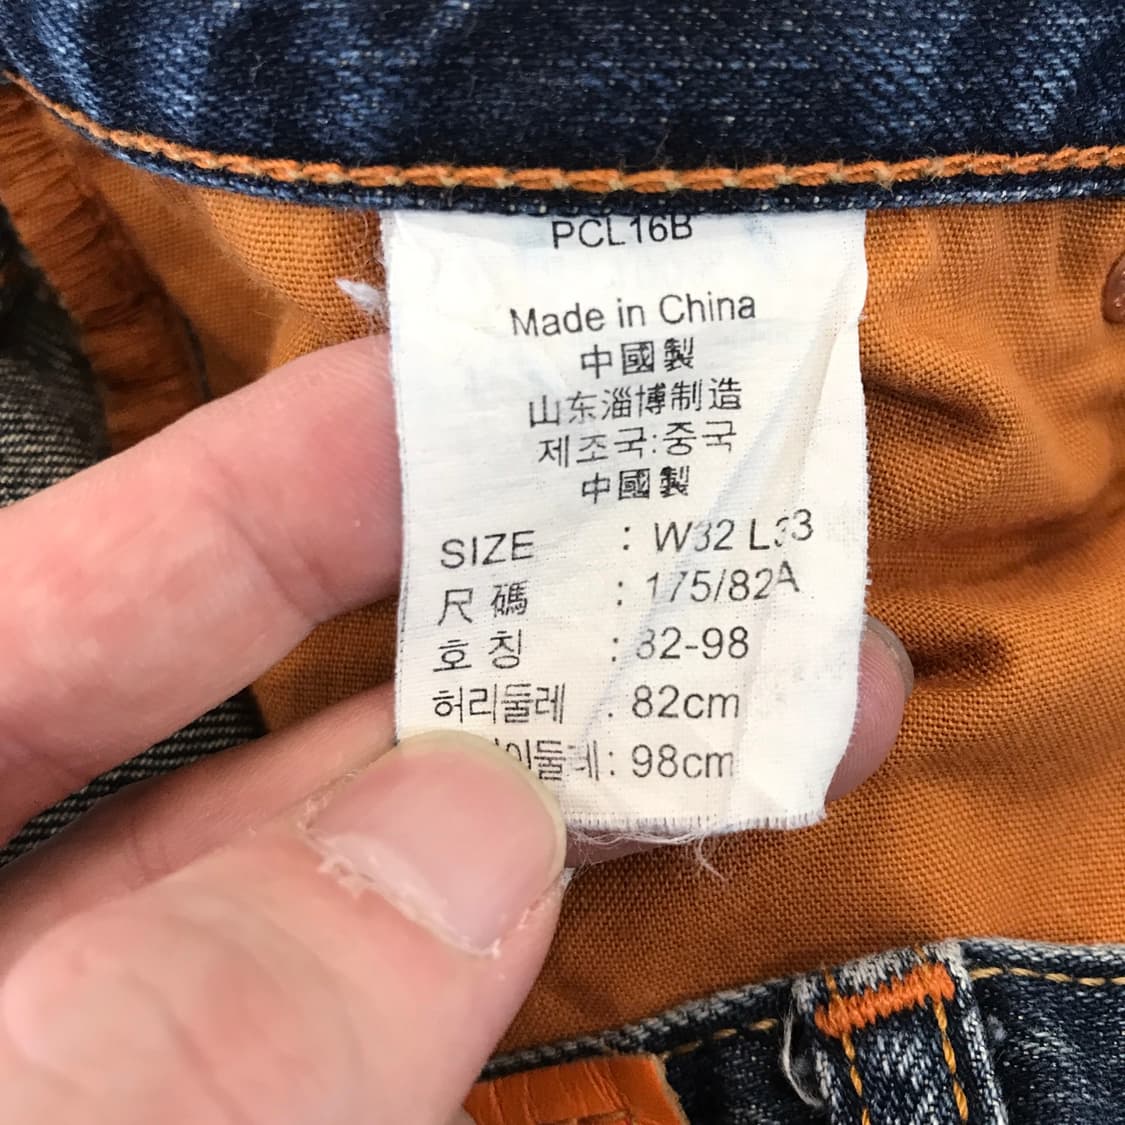 PCL16B
Made in China
中國製
山东淄博制造
제조국:중국
中國製
SIZE : W32 L33
尺 碼 : 175/82A
호 칭 : 82-98
허리둘레 : 82cm
: 98cm